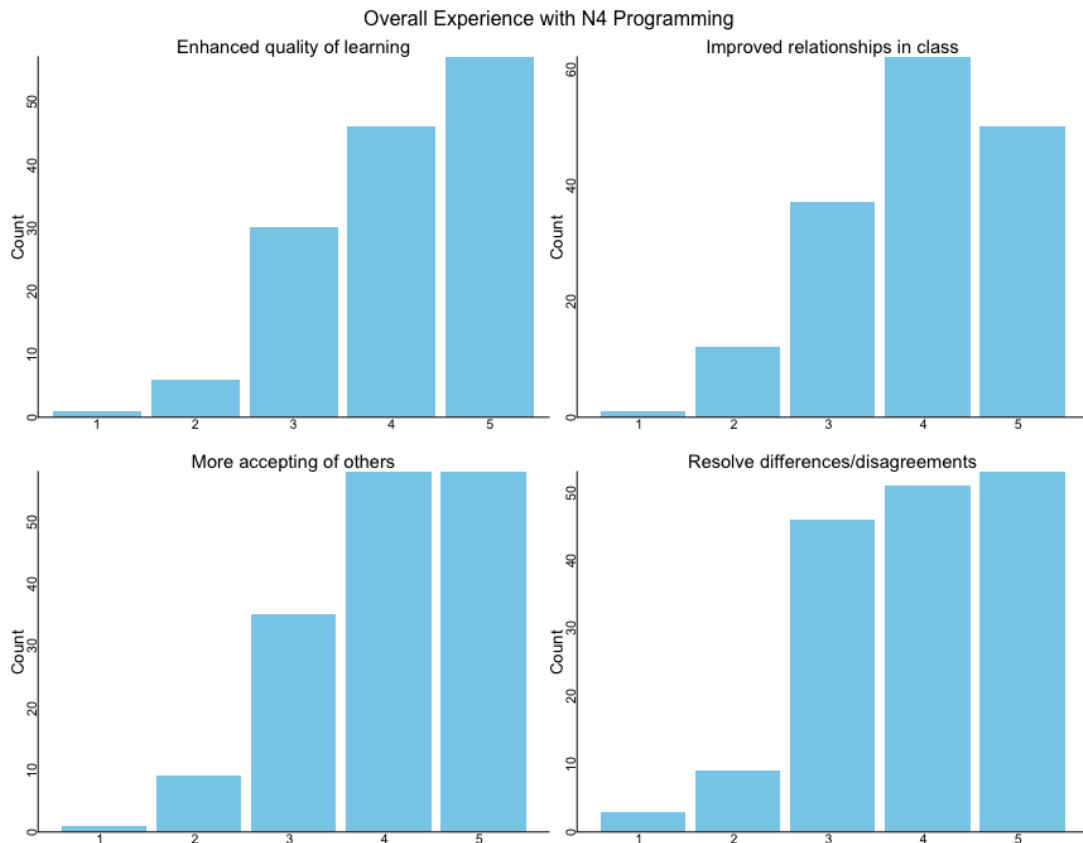 Overall Experience with N4 Programming
Enhanced quality of learning
Count
0
10
20
30
40
50
1 2 3 4 5
Improved relationships in class
Count
0
20
40
60
1 2 3 4 5
More accepting of others
Count
0
10
20
30
40
50
1 2 3 4 5
Resolve differences/disagreements
Count
0
10
20
30
40
50
1 2 3 4 5